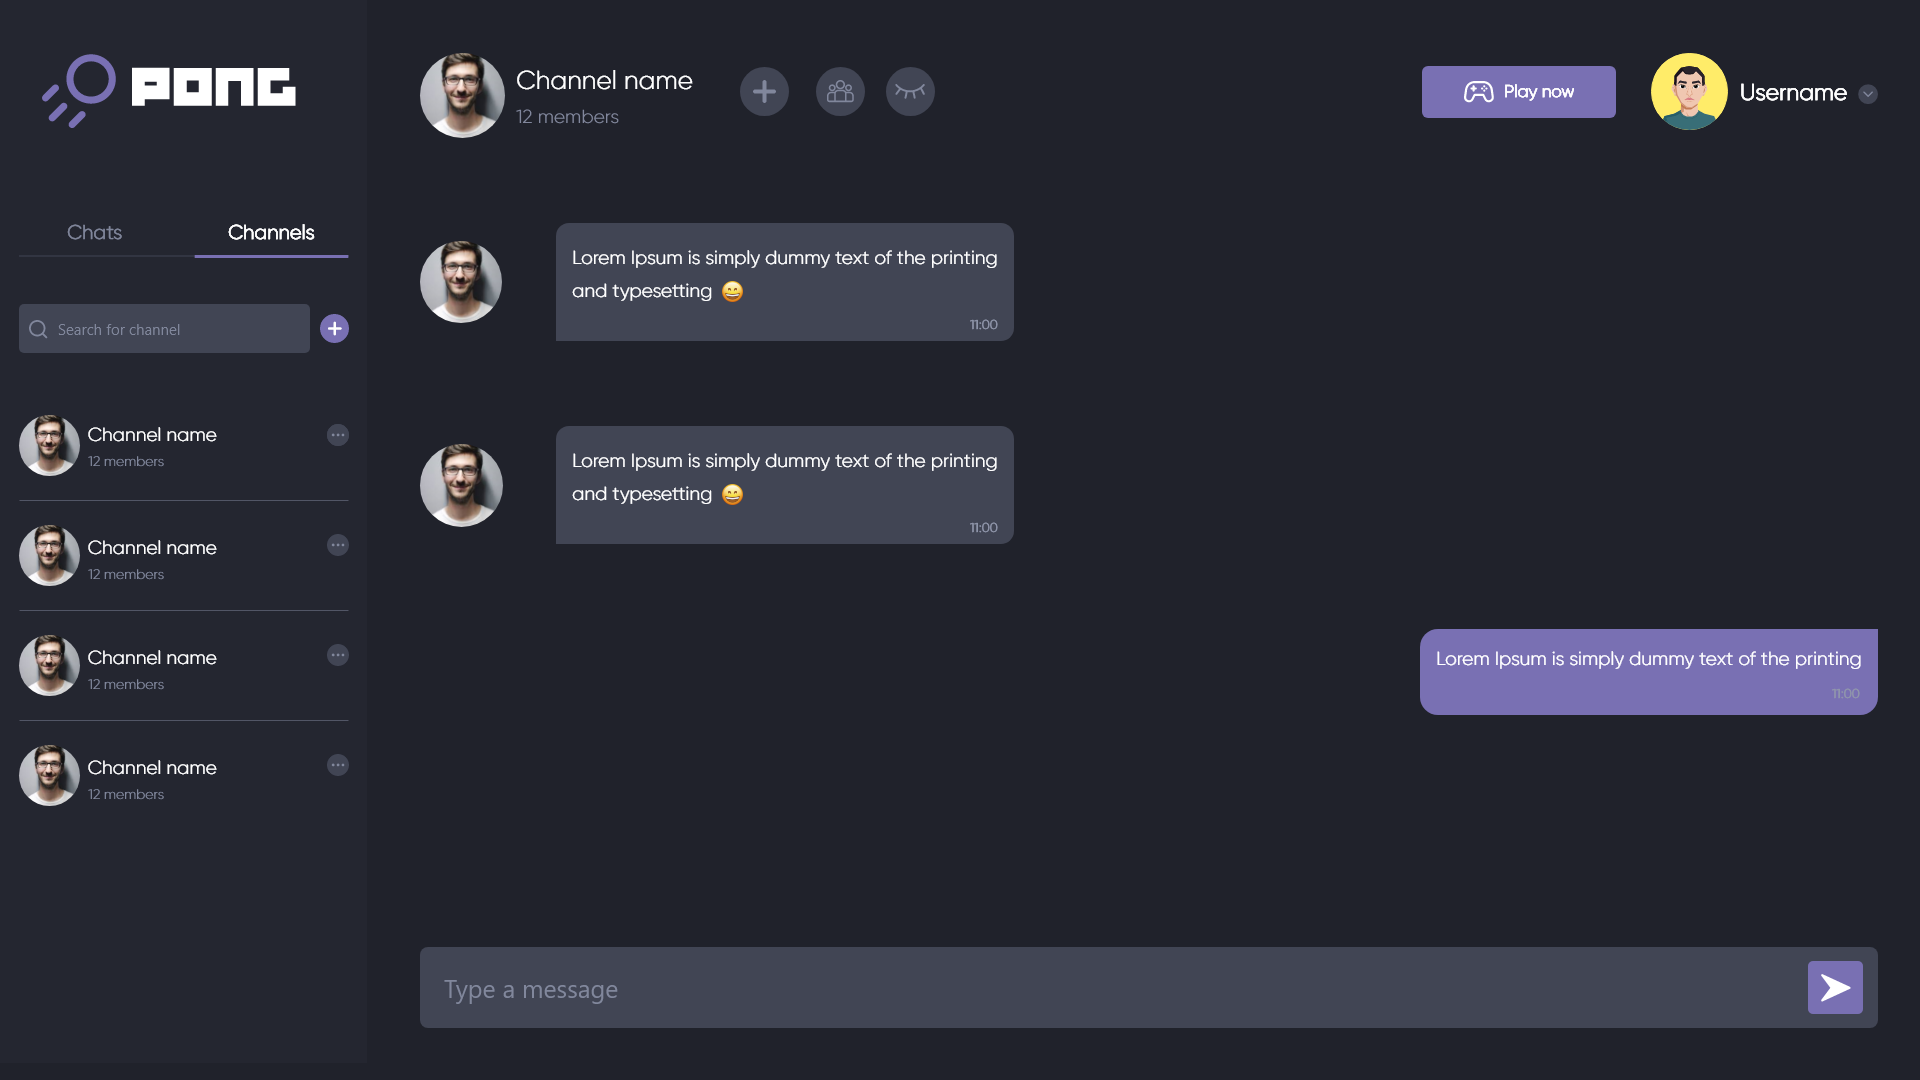 PONG
Chats
Channels
Search for channel
Channel name
12 members
Channel name
12 members
Channel name
12 members
Channel name
12 members
Channel name
12 members
Play now
Username
Lorem Ipsum is simply dummy text of the printing
and typesetting 😄
11:00
Lorem Ipsum is simply dummy text of the printing
and typesetting 😄
11:00
Lorem Ipsum is simply dummy text of the printing
11:00
Type a message